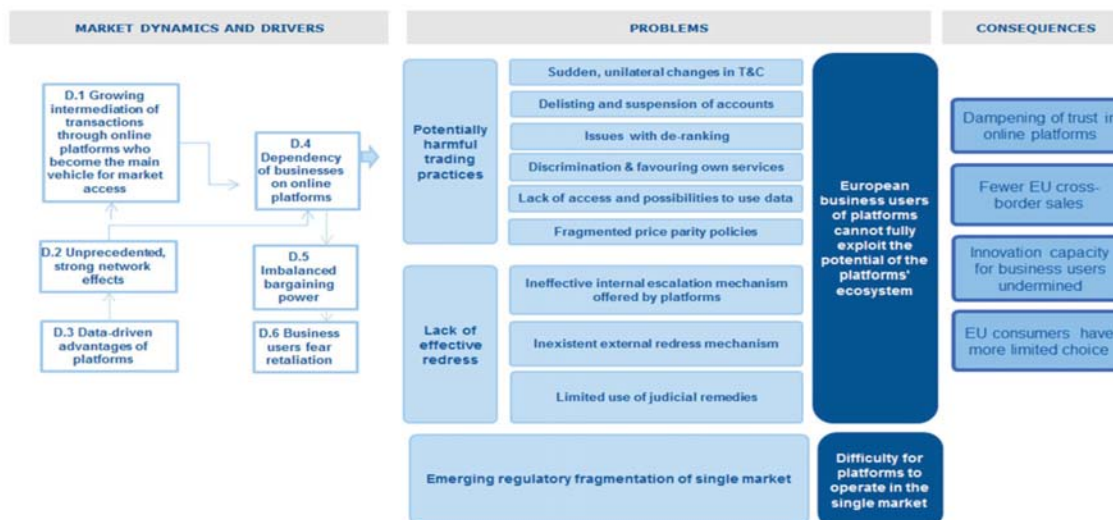 MARKET DYNAMICS AND DRIVERS
PROBLEMS
CONSEQUENCES
D.1 Growing
intermediation of
transactions
through online
platforms who
become the main
vehicle for market
access
D.2 Unprecedented,
strong network
effects
D.3 Data-driven
advantages of
platforms
D.4
Dependency
of businesses
on online
platforms
D.5
Imbalanced
bargaining
power
D.6 Business
users fear
retaliation
Potentially
harmful
trading
practices
Sudden, unilateral changes in T&C
Delisting and suspension of accounts
Issues with de-ranking
Discrimination & favouring own services
Lack of access and possibilities to use data
Fragmented price parity policies
Lack of
effective
redress
Ineffective internal escalation mechanism
offered by platforms
Inexistent external redress mechanism
Limited use of judicial remedies
Emerging regulatory fragmentation of single market
European
business users
of platforms
cannot fully
exploit the
potential of the
platforms'
ecosystem
Difficulty for
platforms to
operate in the
single market
Dampening of trust in
online platforms
Fewer EU cross-
border sales
Innovation capacity
for business users
undermined
EU consumers have
more limited choice